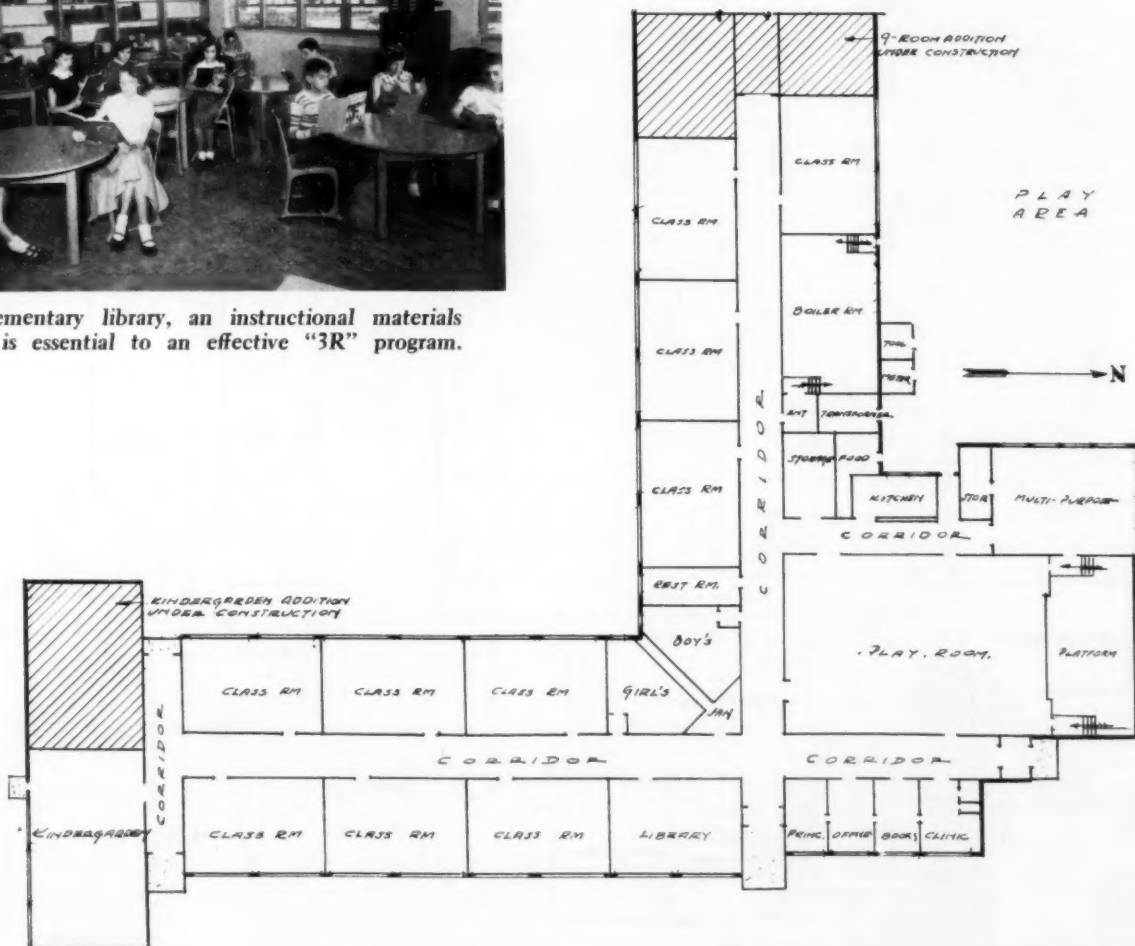 ementary library, an instructional materials
is essential to an effective "3R" program.
9-ROOM ADDITION
UNDER CONSTRUCTION
CLASS RM
PLAY
AREA
CLASS RM
BOILER RM.
TOOL
METER
N
CLASS RM
CORRIDOR
ENT
TRANSFORMER
STORAGE
FOOD
CLASS RM
KITCHEN
STOR
MULTI-PURPOSE
CORRIDOR
REST RM.
KINDERGARDEN ADDITION
UNDER CONSTRUCTION
BOY'S
PLAY ROOM.
PLATFORM
CLASS RM
CLASS RM
CLASS RM
GIRL'S
JAN
CORRIDOR
CORRIDOR
CORRIDOR
KINDERGARDEN
CLASS RM
CLASS RM
CLASS RM
LIBRARY
PRINC.
OFFICE
BOOKS
CLINIC